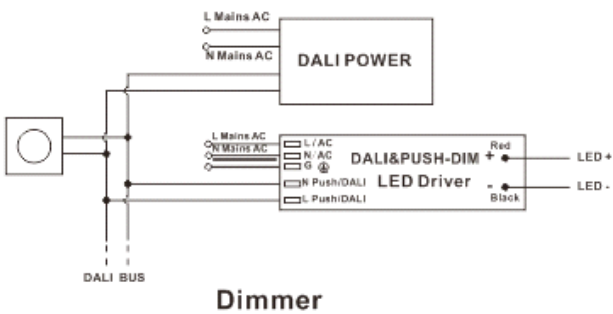 L Mains AC
N Mains AC
DALI POWER
L Mains AC
N Mains AC
L/AC
N/AC
G
N Push/DALI
L Push/DALI
DALI&PUSH-DIM
LED Driver
Red
+
-
Black
LED +
LED -
DALI BUS
Dimmer